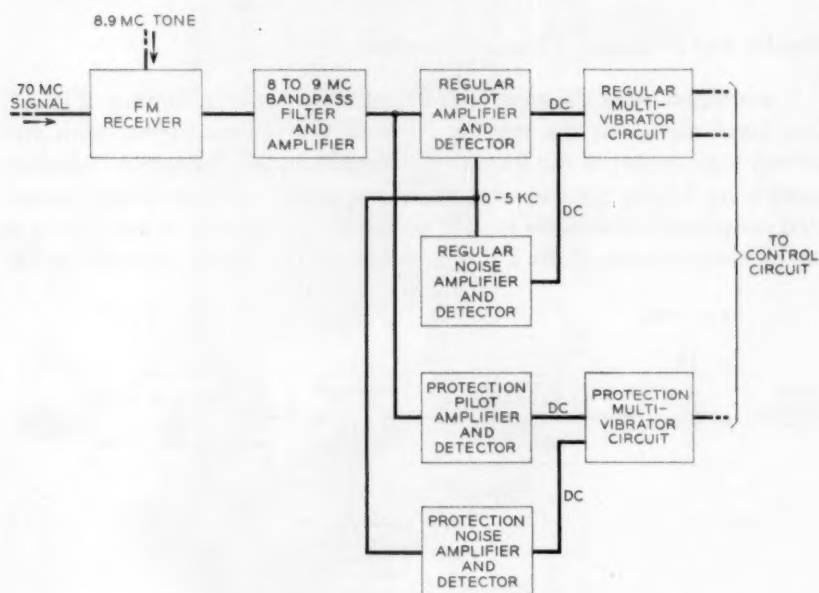 8.9 MC TONE
70 MC
SIGNAL
FM
RECEIVER
8 TO 9 MC
BANDPASS
FILTER
AND
AMPLIFIER
REGULAR
PILOT
AMPLIFIER
AND
DETECTOR
DC
REGULAR
MULTI-
VIBRATOR
CIRCUIT
0-5 KC
DC
REGULAR
NOISE
AMPLIFIER
AND
DETECTOR
TO
CONTROL
CIRCUIT
PROTECTION
PILOT
AMPLIFIER
AND
DETECTOR
DC
PROTECTION
MULTI-
VIBRATOR
CIRCUIT
DC
PROTECTION
NOISE
AMPLIFIER
AND
DETECTOR